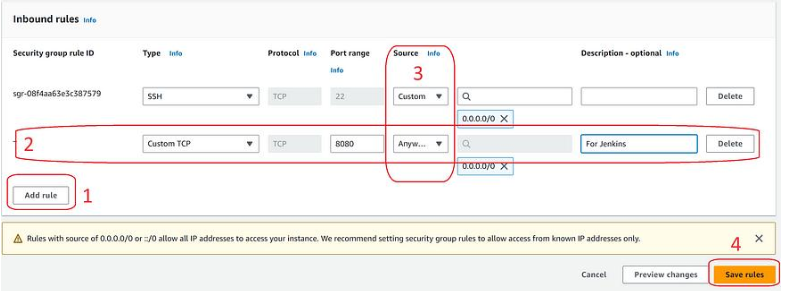 Inbound rules Info
Security group rule ID Type Info Protocol Info Port range Info Source Info Description - optional Info
3
sgr-08f4aa63e3c387579 SSH TCP 22 Custom Delete
0.0.0.0/0 X
2 - Custom TCP TCP 8080 Anyw... For Jenkins Delete
0.0.0.0/0 X
Add rule 1
Rules with source of 0.0.0.0/0 or ::/0 allow all IP addresses to access your instance. We recommend setting security group rules to allow access from known IP addresses only. X
4
Cancel Preview changes Save rules